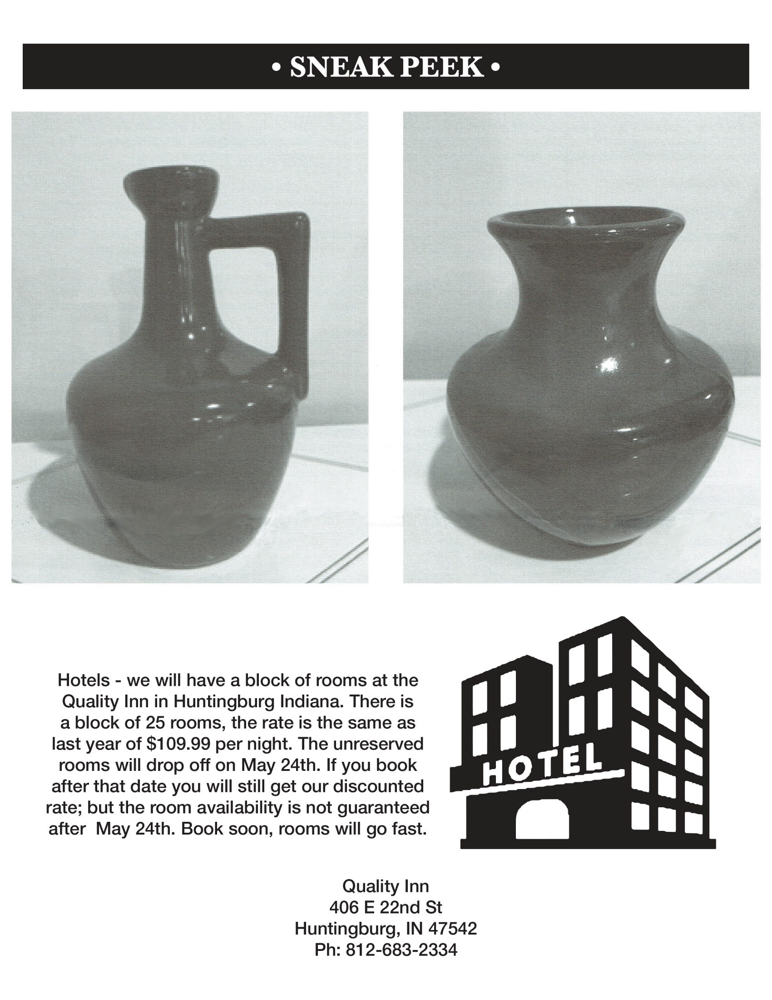 • SNEAK PEEK •
Hotels - we will have a block of rooms at the
Quality Inn in Huntingburg Indiana. There is
a block of 25 rooms, the rate is the same as
last year of $109.99 per night. The unreserved
rooms will drop off on May 24th. If you book
after that date you will still get our discounted
rate; but the room availability is not guaranteed
after  May 24th. Book soon, rooms will go fast.
HOTEL
Quality Inn
406 E 22nd St
Huntingburg, IN 47542
Ph: 812-683-2334